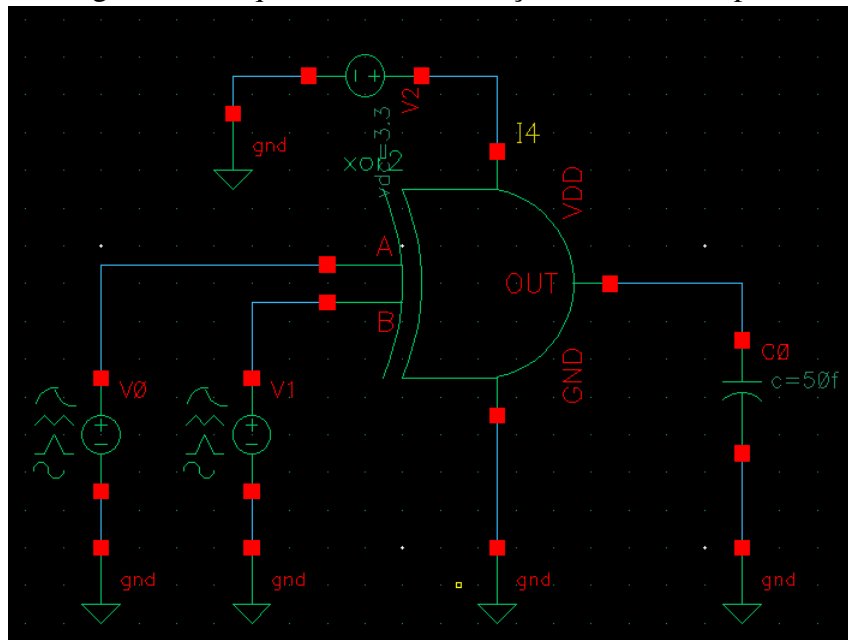 V2
vdc=3.3
gnd
I4
xor2
VDD
A
OUT
B
GND
C0
c=50f
V0
V1
gnd
gnd
gnd
gnd